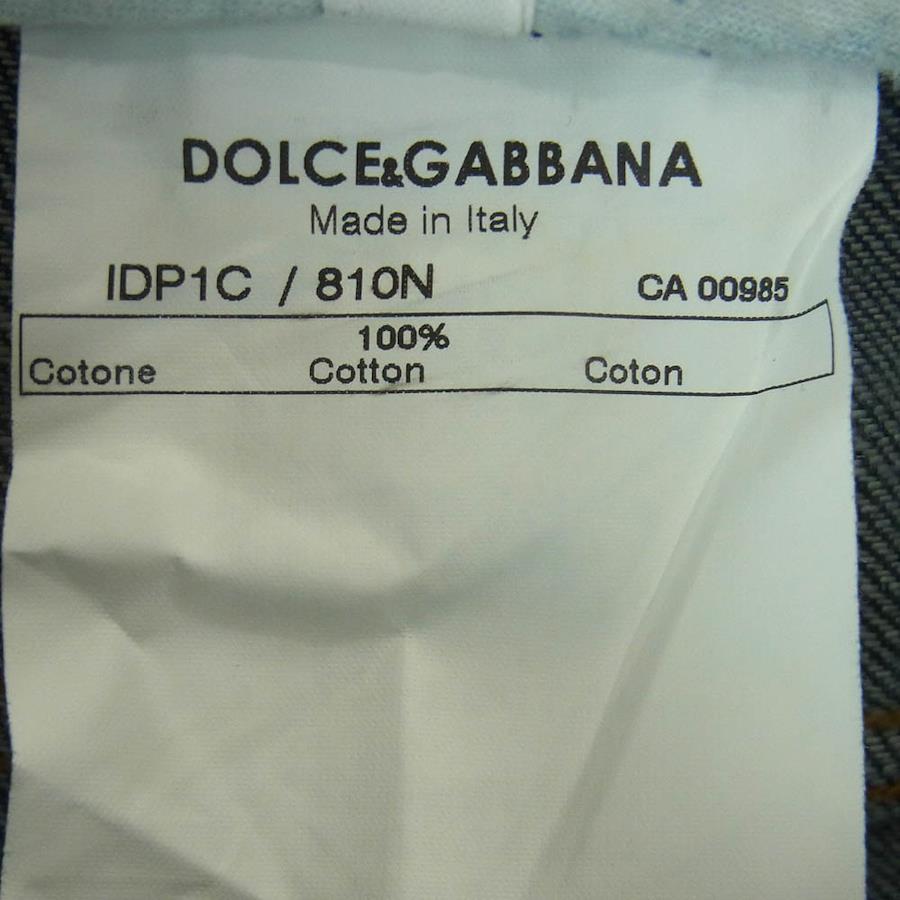 DOLCE&GABBANA
Made in Italy
IDP1C / 810N CA 00985
100%
Cotone Cotton Coton